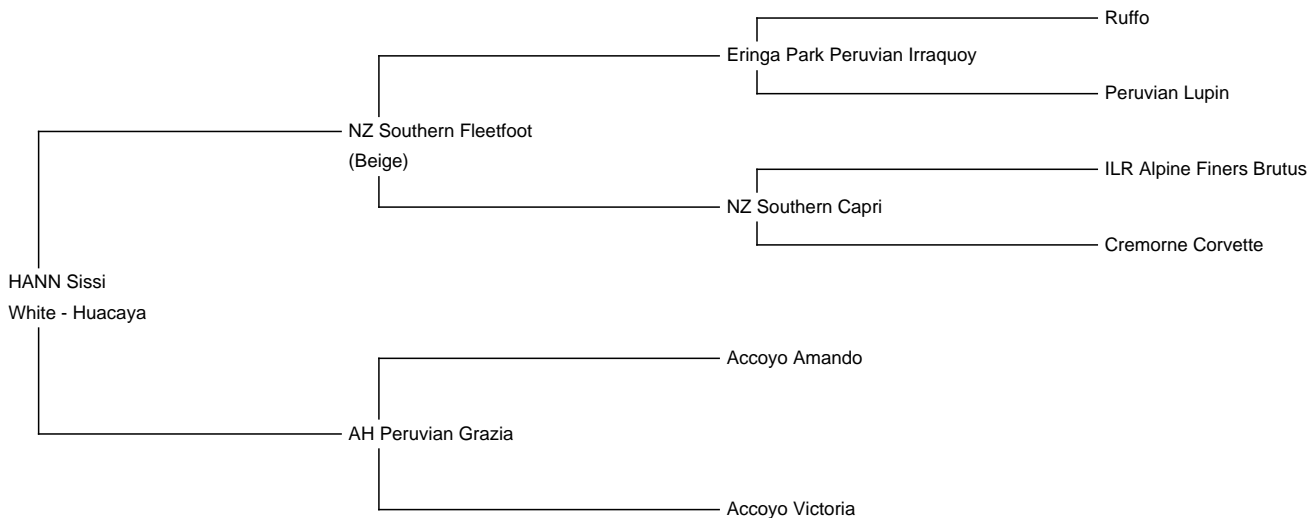 Ruffo
Eringa Park Peruvian Irraquoy
Peruvian Lupin
NZ Southern Fleetfoot
(Beige)
ILR Alpine Finers Brutus
NZ Southern Capri
Cremorne Corvette
HANN Sissi
White - Huacaya
Accoyo Amando
AH Peruvian Grazia
Accoyo Victoria